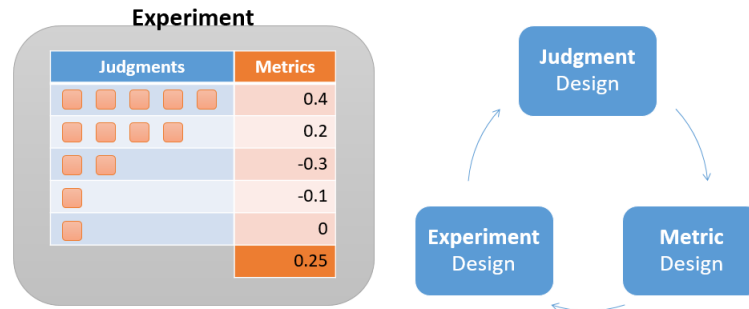 Experiment
Judgments Metrics
0.4
0.2
-0.3
-0.1
0
0.25
Judgment
Design
Experiment
Design
Metric
Design